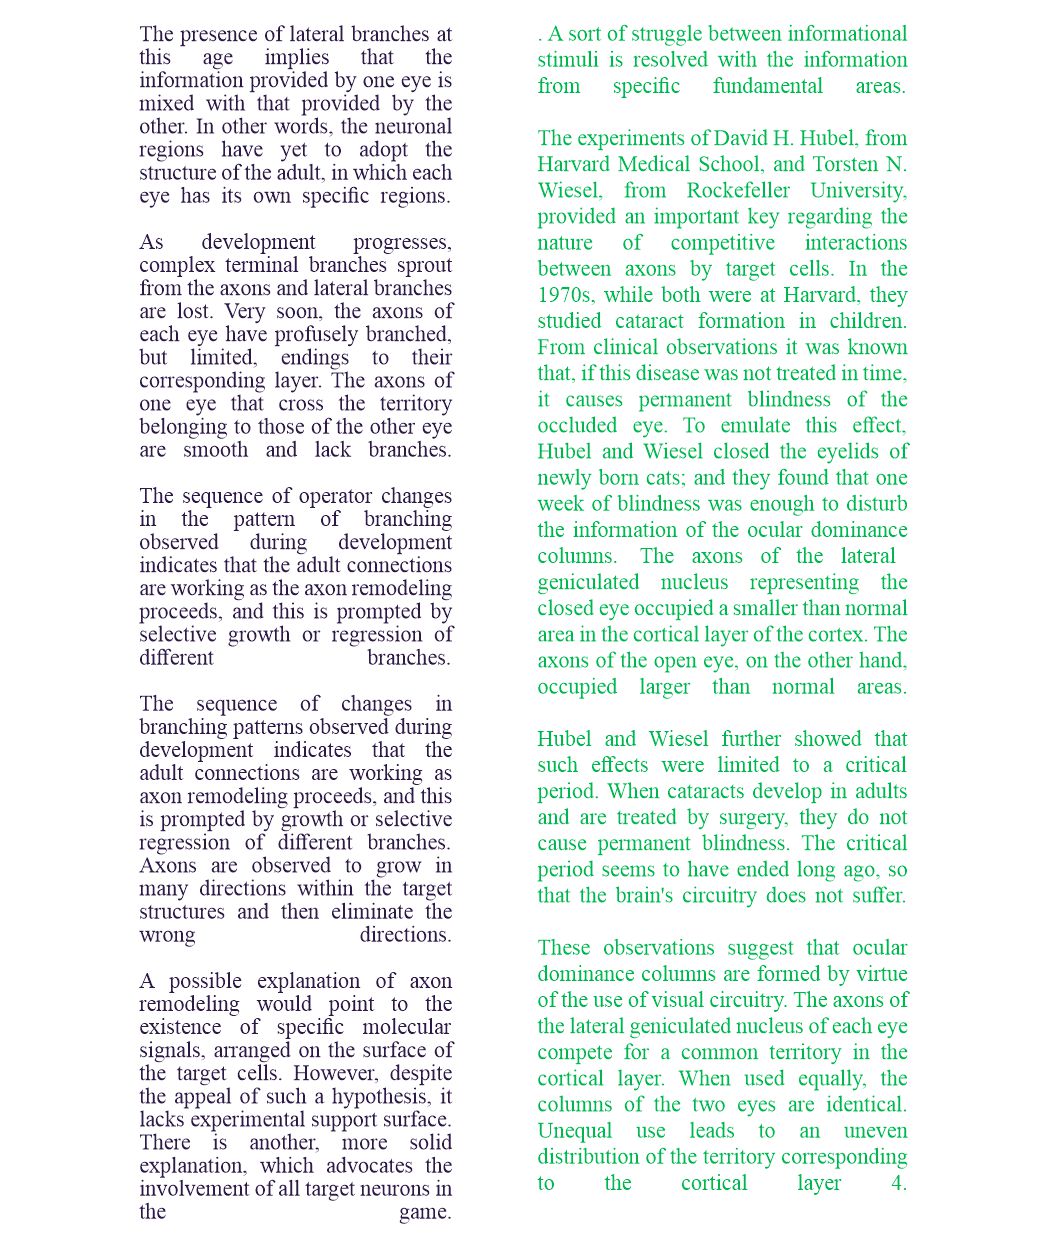 The presence of lateral branches at
this age implies that the
information provided by one eye is
mixed with that provided by the
other. In other words, the neuronal
regions have yet to adopt the
structure of the adult, in which each
eye has its own specific regions.
As development progresses,
complex terminal branches sprout
from the axons and lateral branches
are lost. Very soon, the axons of
each eye have profusely branched,
but limited, endings to their
corresponding layer. The axons of
one eye that cross the territory
belonging to those of the other eye
are smooth and lack branches.
The sequence of operator changes
in the pattern of branching
observed during development
indicates that the adult connections
are working as the axon remodeling
proceeds, and this is prompted by
selective growth or regression of
different branches.
The sequence of changes in
branching patterns observed during
development indicates that the
adult connections are working as
axon remodeling proceeds, and this
is prompted by growth or selective
regression of different branches.
Axons are observed to grow in
many directions within the target
structures and then eliminate the
wrong directions.
A possible explanation of axon
remodeling would point to the
existence of specific molecular
signals, arranged on the surface of
the target cells. However, despite
the appeal of such a hypothesis, it
lacks experimental support surface.
There is another, more solid
explanation, which advocates the
involvement of all target neurons in
the game.
. A sort of struggle between informational
stimuli is resolved with the information
from specific fundamental areas.
The experiments of David H. Hubel, from
Harvard Medical School, and Torsten N.
Wiesel, from Rockefeller University,
provided an important key regarding the
nature of competitive interactions
between axons by target cells. In the
1970s, while both were at Harvard, they
studied cataract formation in children.
From clinical observations it was known
that, if this disease was not treated in time,
it causes permanent blindness of the
occluded eye. To emulate this effect,
Hubel and Wiesel closed the eyelids of
newly born cats; and they found that one
week of blindness was enough to disturb
the information of the ocular dominance
columns. The axons of the lateral
geniculated nucleus representing the
closed eye occupied a smaller than normal
area in the cortical layer of the cortex. The
axons of the open eye, on the other hand,
occupied larger than normal areas.
Hubel and Wiesel further showed that
such effects were limited to a critical
period. When cataracts develop in adults
and are treated by surgery, they do not
cause permanent blindness. The critical
period seems to have ended long ago, so
that the brain's circuitry does not suffer.
These observations suggest that ocular
dominance columns are formed by virtue
of the use of visual circuitry. The axons of
the lateral geniculated nucleus of each eye
compete for a common territory in the
cortical layer. When used equally, the
columns of the two eyes are identical.
Unequal use leads to an uneven
distribution of the territory corresponding
to the cortical layer 4.